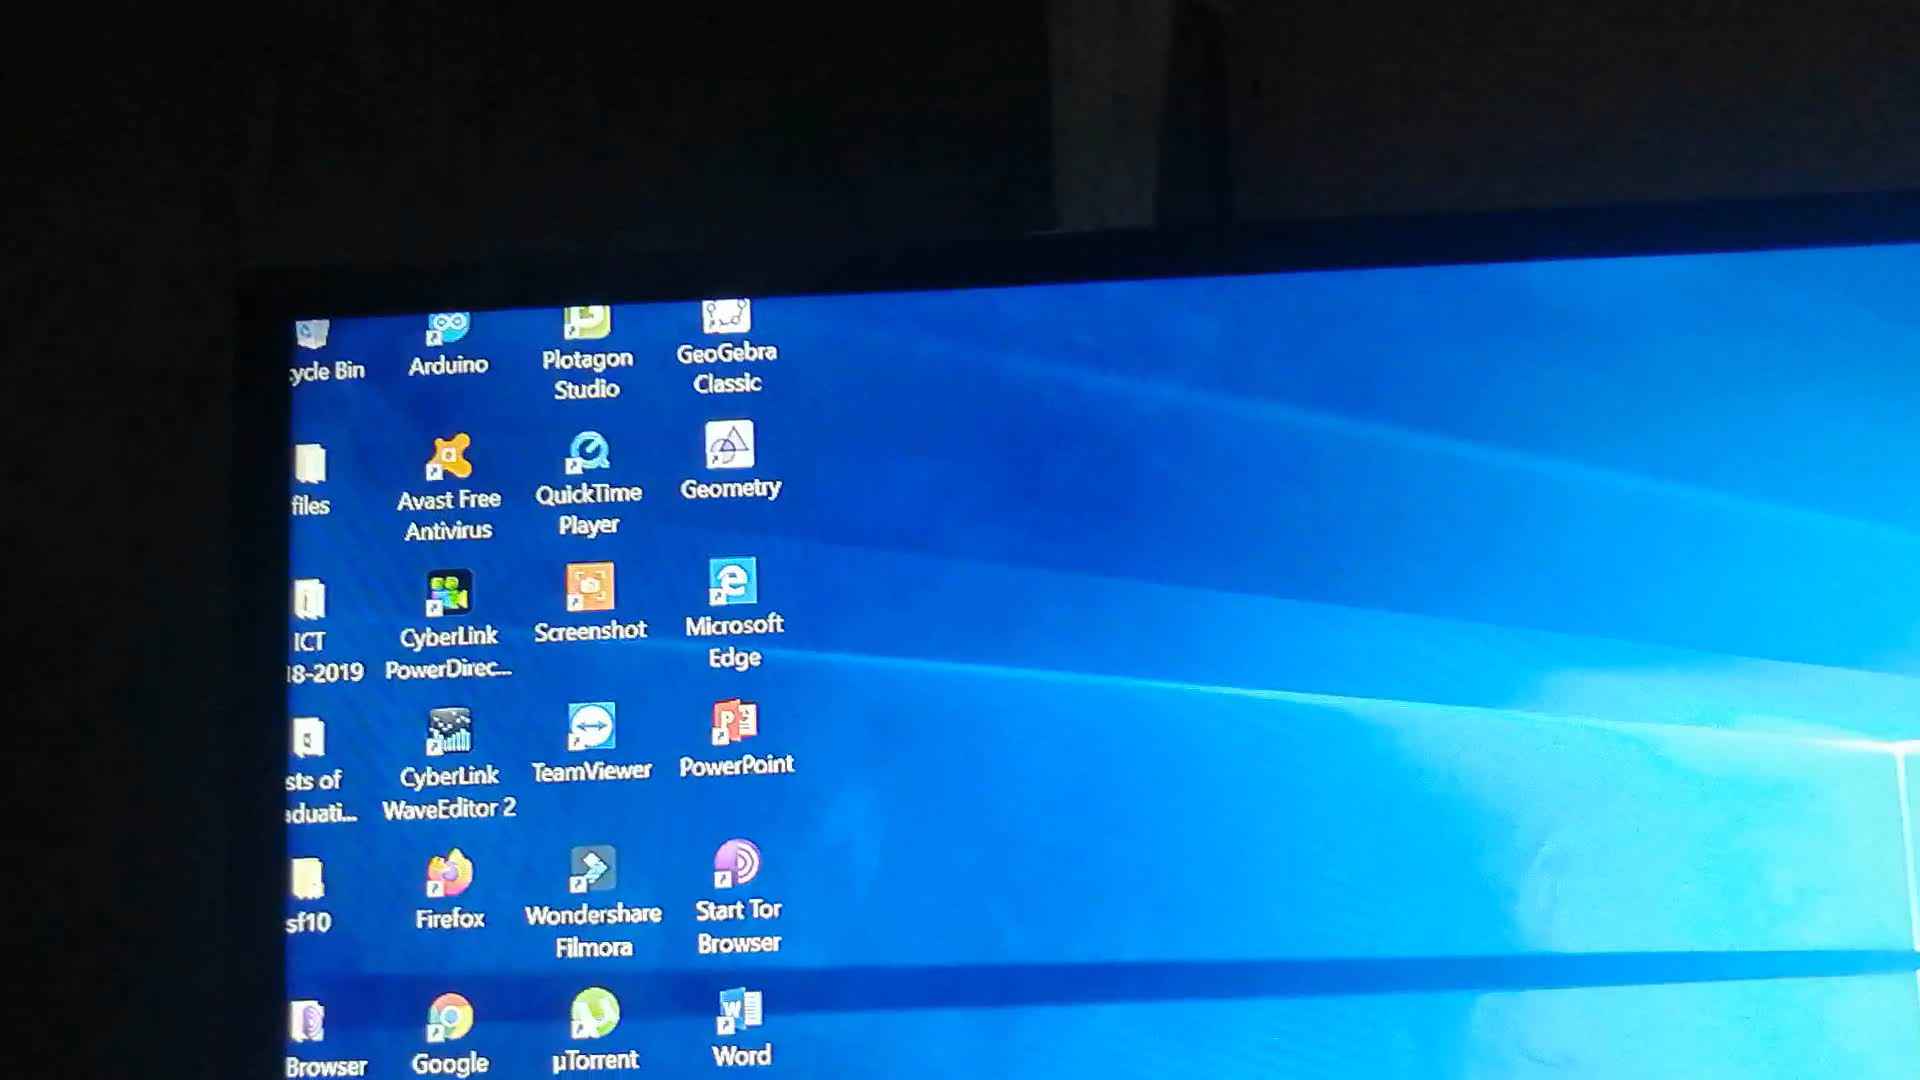 ycle Bin
Arduino
Plotagon
Studio
GeoGebra
Classic
files
Avast Free
Antivirus
QuickTime
Player
Geometry
ICT
18-2019
CyberLink
PowerDirec...
Screenshot
Microsoft
Edge
sts of
aduati...
CyberLink
WaveEditor 2
TeamViewer
PowerPoint
sf10
Firefox
Wondershare
Filmora
Start Tor
Browser
Browser
Google
µTorrent
Word